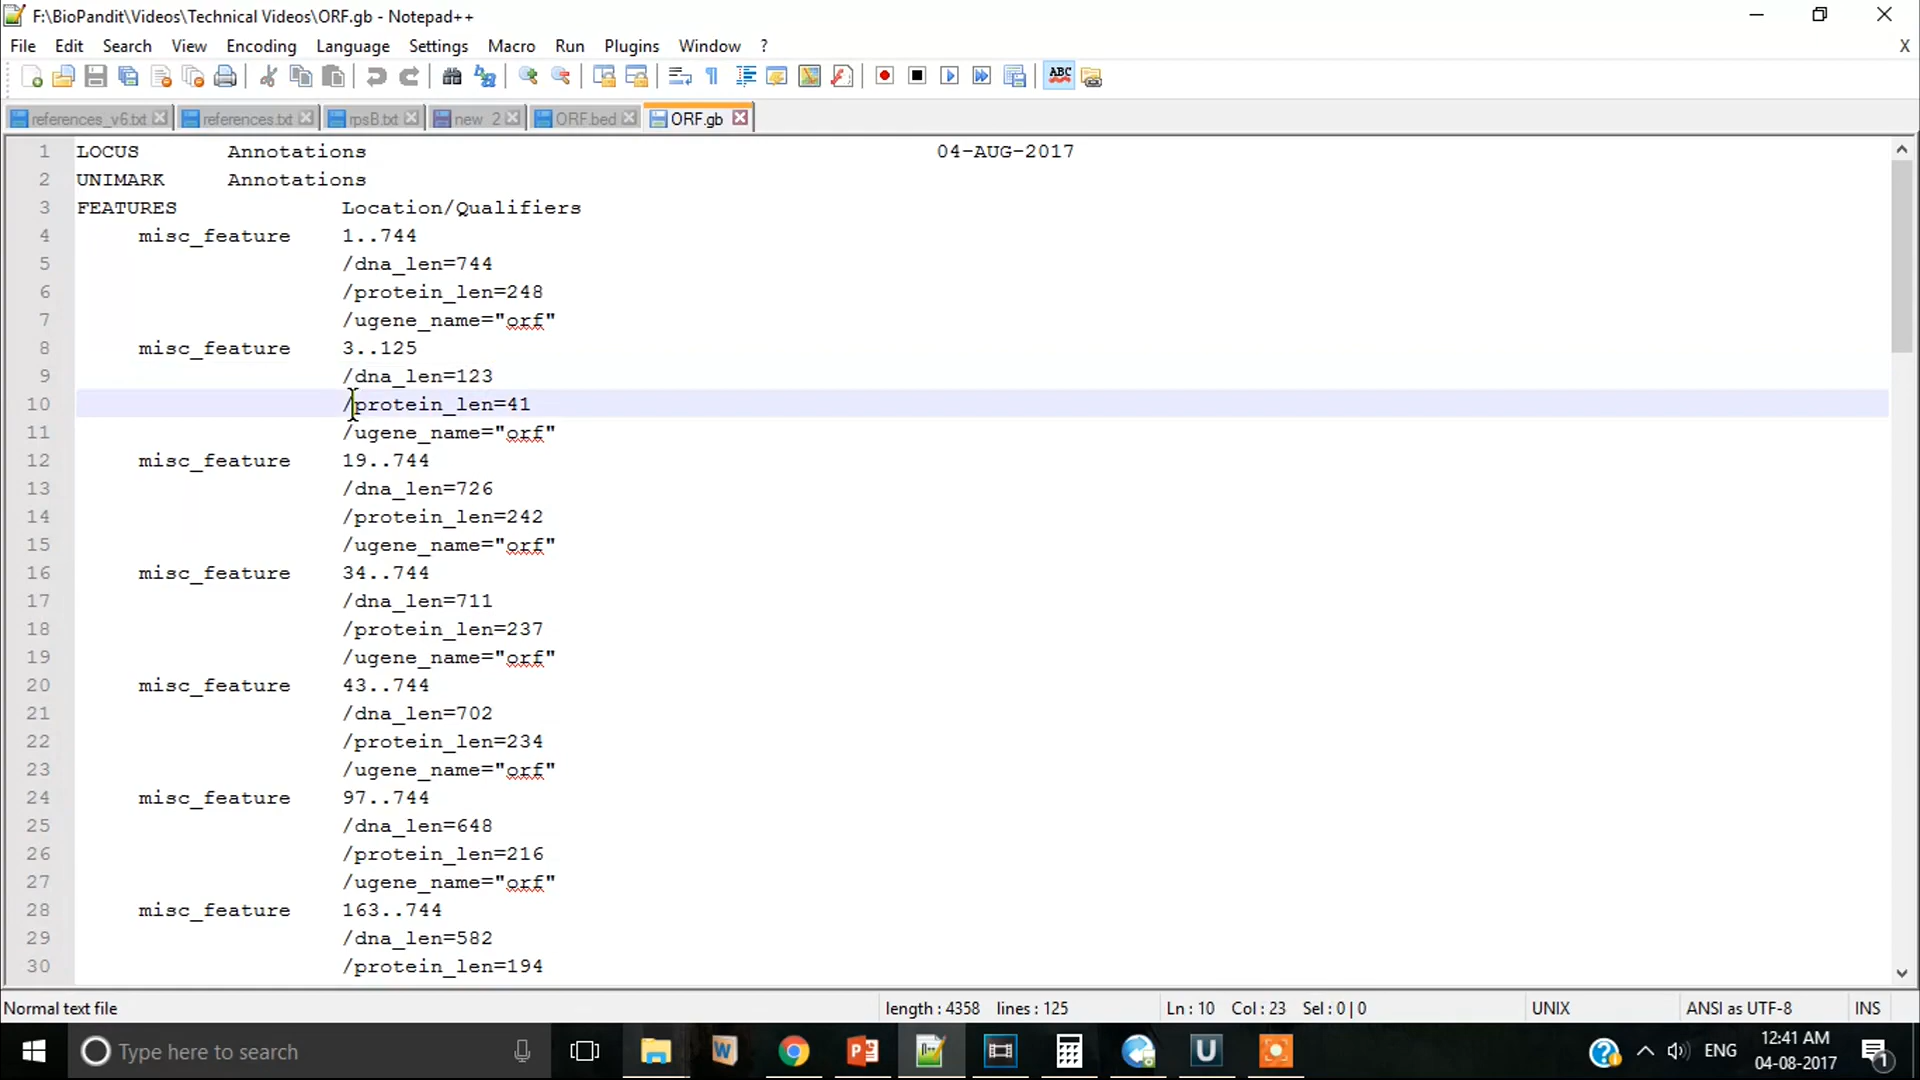 F:\BioPandit\Videos\Technical Videos\ORF.gb - Notepad++
File Edit Search View Encoding Language Settings Macro Run Plugins Window ? X
ABC
references_v6.txt references.txt rpsB.txt new 2 ORF.bed ORF.gb
1 LOCUS Annotations 04-AUG-2017
2 UNIMARK Annotations
3 FEATURES Location/Qualifiers
4 misc_feature 1..744
5 /dna_len=744
6 /protein_len=248
7 /ugene_name="orf"
8 misc_feature 3..125
9 /dna_len=123
10 /protein_len=41
11 /ugene_name="orf"
12 misc_feature 19..744
13 /dna_len=726
14 /protein_len=242
15 /ugene_name="orf"
16 misc_feature 34..744
17 /dna_len=711
18 /protein_len=237
19 /ugene_name="orf"
20 misc_feature 43..744
21 /dna_len=702
22 /protein_len=234
23 /ugene_name="orf"
24 misc_feature 97..744
25 /dna_len=648
26 /protein_len=216
27 /ugene_name="orf"
28 misc_feature 163..744
29 /dna_len=582
30 /protein_len=194
Normal text file length : 4358 lines : 125 Ln : 10 Col : 23 Sel : 0 | 0 UNIX ANSI as UTF-8 INS
Type here to search ENG 12:41 AM
04-08-2017 1